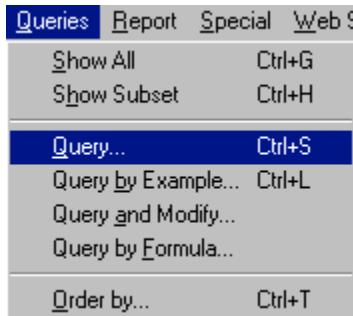 Queries Report Special Web S
Show All Ctrl+G
Show Subset Ctrl+H
Query... Ctrl+S
Query by Example... Ctrl+L
Query and Modify...
Query by Formula...
Order by... Ctrl+T